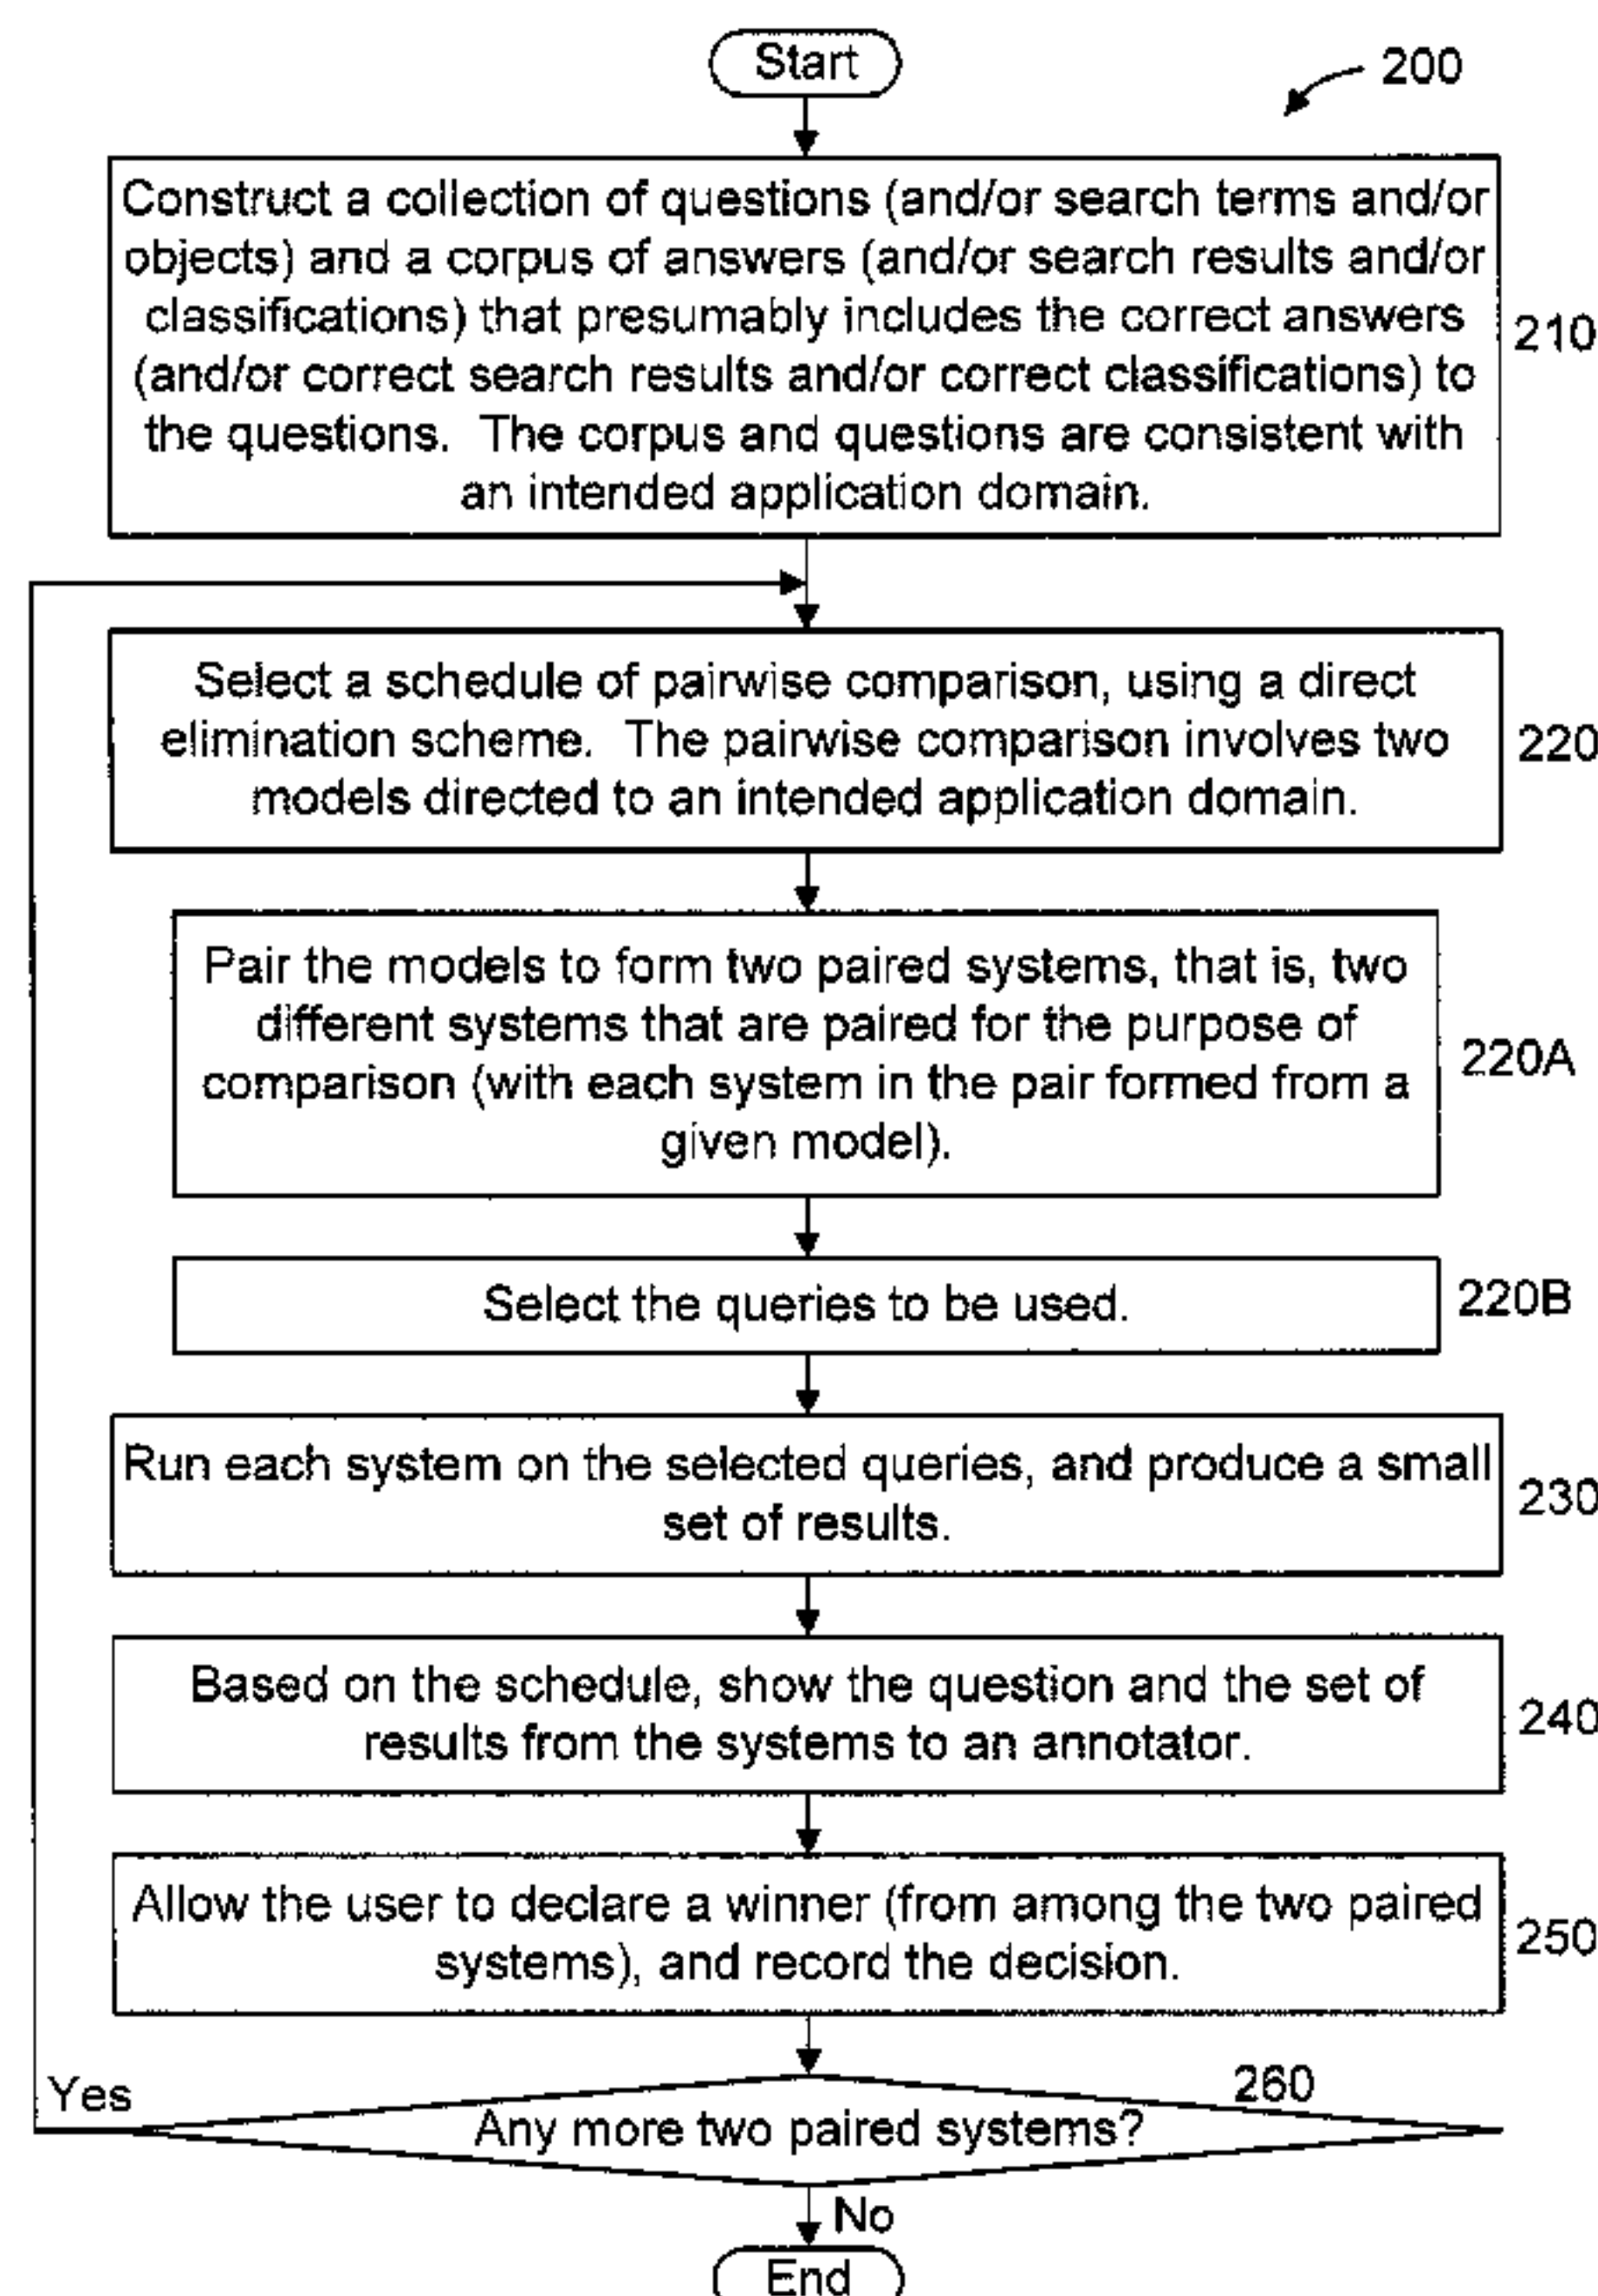 Start
200
Construct a collection of questions (and/or search terms and/or
objects) and a corpus of answers (and/or search results and/or
classifications) that presumably includes the correct answers
(and/or correct search results and/or correct classifications) to
the questions. The corpus and questions are consistent with
an intended application domain.
210
Select a schedule of pairwise comparison, using a direct
elimination scheme. The pairwise comparison involves two
models directed to an intended application domain.
220
Pair the models to form two paired systems, that is, two
different systems that are paired for the purpose of
comparison (with each system in the pair formed from a
given model).
220A
Select the queries to be used.
220B
Run each system on the selected queries, and produce a small
set of results.
230
Based on the schedule, show the question and the set of
results from the systems to an annotator.
240
Allow the user to declare a winner (from among the two paired
systems), and record the decision.
250
Yes
260
Any more two paired systems?
No
End